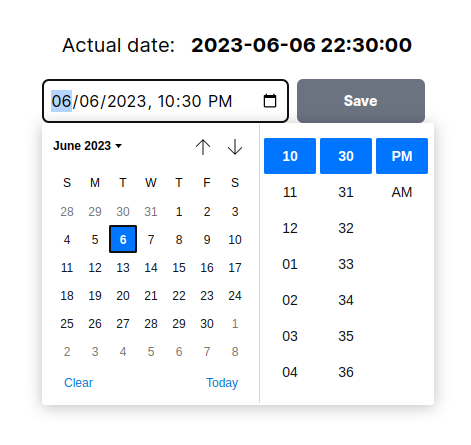 Actual date: 2023-06-06 22:30:00
06/06/2023, 10:30 PM
Save
June 2023
S M T W T F S
28 29 30 31 1 2 3
4 5 6 7 8 9 10
11 12 13 14 15 16 17
18 19 20 21 22 23 24
25 26 27 28 29 30 1
2 3 4 5 6 7 8
Clear Today
10 30 PM
11 31 AM
12 32
01 33
02 34
03 35
04 36